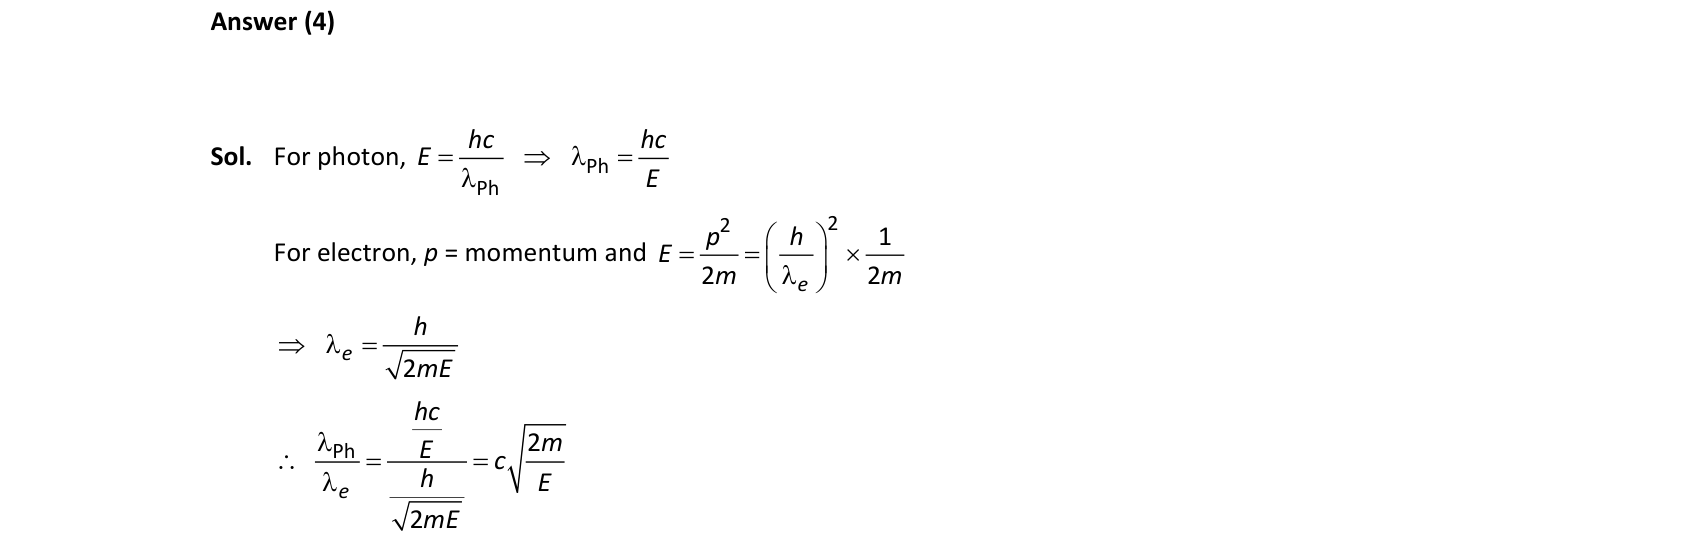 Answer (4)
Sol. For photon, E = hc/λ_Ph ⇒ λ_Ph = hc/E
For electron, p = momentum and E = p²/2m = (h/λ_e)² × 1/2m
⇒ λ_e = h/√(2mE)
∴ λ_Ph/λ_e = (hc/E)/(h/√(2mE)) = c√(2m/E)